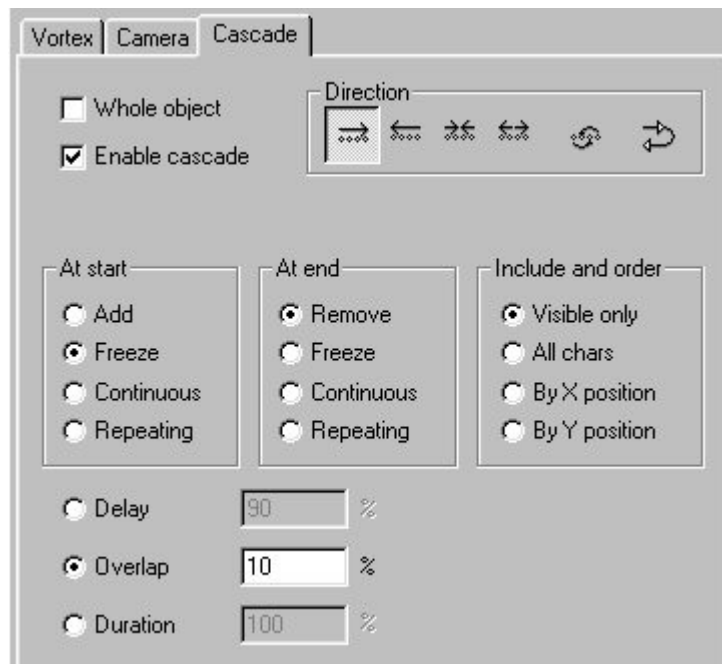 Vortex Camera Cascade
Whole object
Enable cascade
Direction
At start
Add
Freeze
Continuous
Repeating
At end
Remove
Freeze
Continuous
Repeating
Include and order
Visible only
All chars
By X position
By Y position
Delay 90 %
Overlap 10 %
Duration 100 %